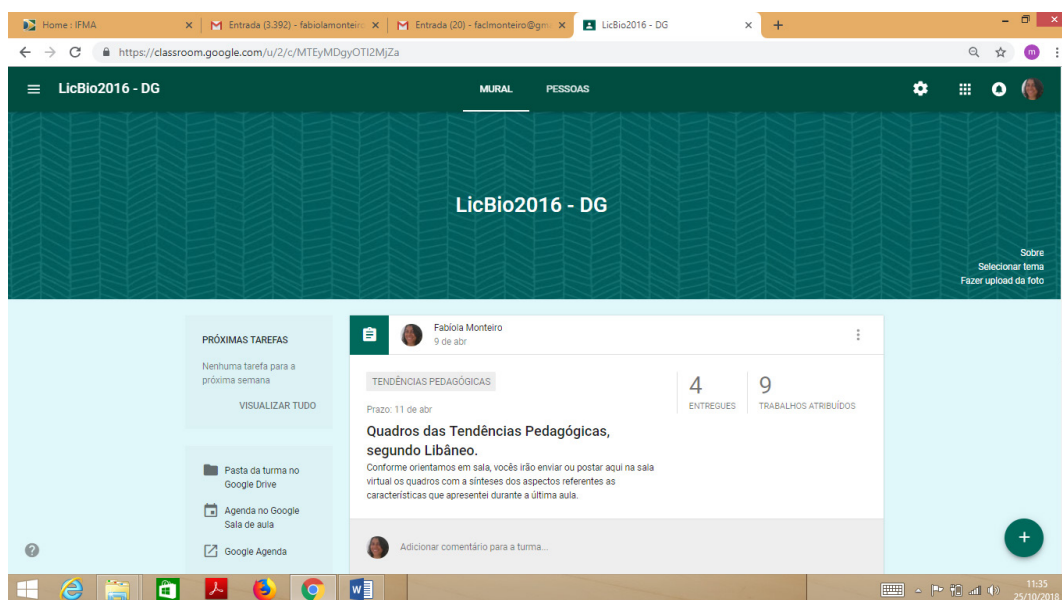 Home : IFMA
Entrada (3.392) - fabiolamonteir
Entrada (20) - faclmonteiro@gm
LicBio2016 - DG
https://classroom.google.com/u/2/c/MTEyMDgyOTI2MjZa
m
LicBio2016 - DG
MURAL
PESSOAS
LicBio2016 - DG
Sobre
Selecionar tema
Fazer upload da foto
PRÓXIMAS TAREFAS
Nenhuma tarefa para a
próxima semana
VISUALIZAR TUDO
Pasta da turma no
Google Drive
Agenda no Google
Sala de aula
Google Agenda
Fabíola Monteiro
9 de abr
TENDÊNCIAS PEDAGÓGICAS
Prazo: 11 de abr
4
ENTREGUES
9
TRABALHOS ATRIBUÍDOS
Quadros das Tendências Pedagógicas,
segundo Libâneo.
Conforme orientamos em sala, vocês irão enviar ou postar aqui na sala
virtual os quadros com a sínteses dos aspectos referentes as
características que apresentei durante a última aula.
Adicionar comentário para a turma...
11:35
25/10/2018